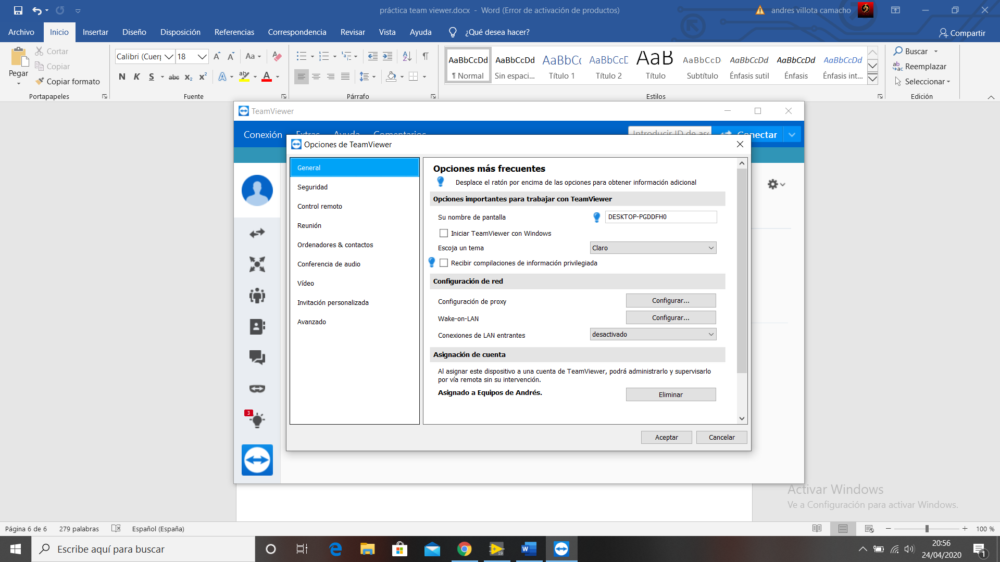 práctica team viewer.docx - Word (Error de activación de productos)
andres villota camacho
Archivo
Inicio
Insertar
Diseño
Disposición
Referencias
Correspondencia
Revisar
Vista
Ayuda
¿Qué desea hacer?
Compartir
Pegar
Cortar
Copiar
Copiar formato
Portapapeles
Calibri (Cuerp
18
Aa
N K S abc x₂ x²
Fuente
Párrafo
AaBbCcDd
¶ Normal
AaBbCcDd
Sin espaci...
AaBbCc
Título 1
AaBbCcD
Título 2
AaB
Título
AaBbCcD
Subtítulo
AaBbCcDd
Énfasis sutil
AaBbCcDd
Énfasis
AaBbCcDd
Énfasis int...
Estilos
Buscar
Reemplazar
Seleccionar
Edición
TeamViewer
Conexión
Extras
Ayuda
Comentarios
Introducir ID de aso
Conectar
Opciones de TeamViewer
General
Seguridad
Control remoto
Reunión
Ordenadores & contactos
Conferencia de audio
Vídeo
Invitación personalizada
Avanzado
Opciones más frecuentes
Desplace el ratón por encima de las opciones para obtener información adicional
Opciones importantes para trabajar con TeamViewer
Su nombre de pantalla
DESKTOP-PGDDFH0
Iniciar TeamViewer con Windows
Escoja un tema
Claro
Recibir compilaciones de información privilegiada
Configuración de red
Configuración de proxy
Configurar...
Wake-on-LAN
Configurar...
Conexiones de LAN entrantes
desactivado
Asignación de cuenta
Al asignar este dispositivo a una cuenta de TeamViewer, podrá administrarlo y supervisarlo
por vía remota sin su intervención.
Asignado a Equipos de Andrés.
Eliminar
Aceptar
Cancelar
3
Activar Windows
Ve a Configuración para activar Windows.
Página 6 de 6
279 palabras
Español (España)
100 %
Escribe aquí para buscar
19
20:56
24/04/2020
1